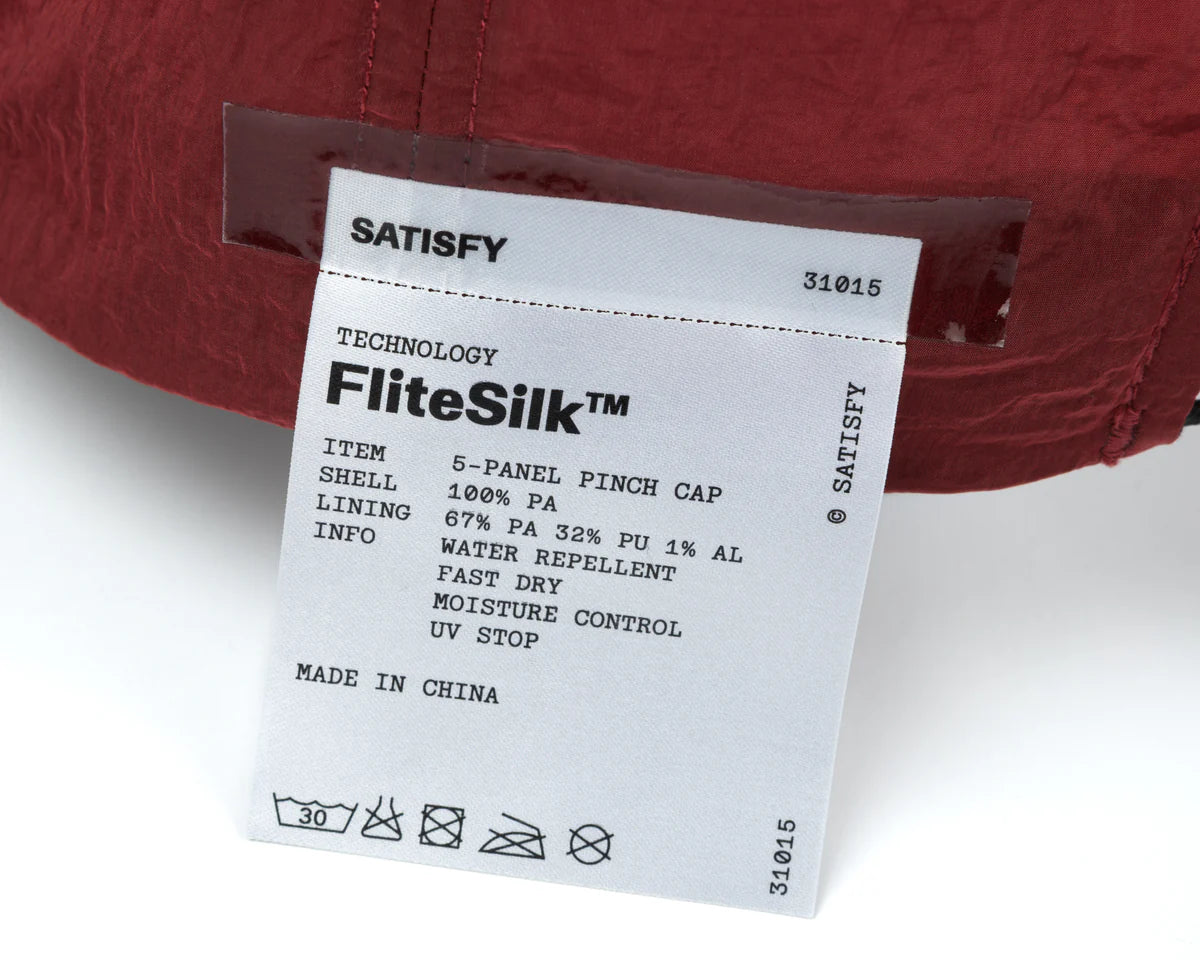 SATISFY
31015
TECHNOLOGY
FliteSilk™
ITEM 5-PANEL PINCH CAP
SHELL 100% PA
LINING 67% PA 32% PU 1% AL
INFO WATER REPELLENT
FAST DRY
MOISTURE CONTROL
UV STOP
MADE IN CHINA
© SATISFY
30
31015